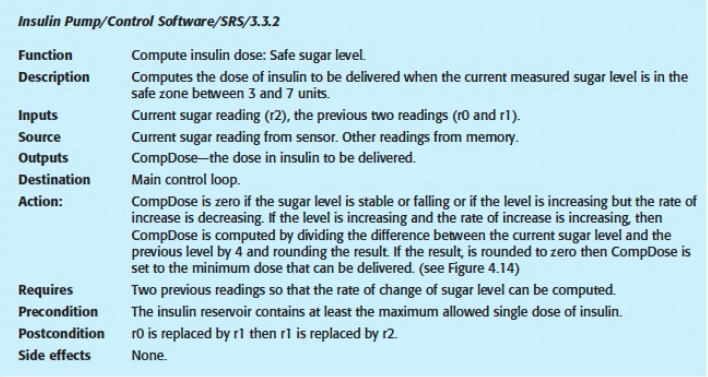 Insulin Pump/Control Software/SRS/3.3.2
Function Compute insulin dose: Safe sugar level.
Description Computes the dose of insulin to be delivered when the current measured sugar level is in the
safe zone between 3 and 7 units.
Inputs Current sugar reading (r2), the previous two readings (r0 and r1).
Source Current sugar reading from sensor. Other readings from memory.
Outputs CompDose—the dose in insulin to be delivered.
Destination Main control loop.
Action: CompDose is zero if the sugar level is stable or falling or if the level is increasing but the rate of
increase is decreasing. If the level is increasing and the rate of increase is increasing, then
CompDose is computed by dividing the difference between the current sugar level and the
previous level by 4 and rounding the result. If the result, is rounded to zero then CompDose is
set to the minimum dose that can be delivered. (see Figure 4.14)
Requires Two previous readings so that the rate of change of sugar level can be computed.
Precondition The insulin reservoir contains at least the maximum allowed single dose of insulin.
Postcondition r0 is replaced by r1 then r1 is replaced by r2.
Side effects None.